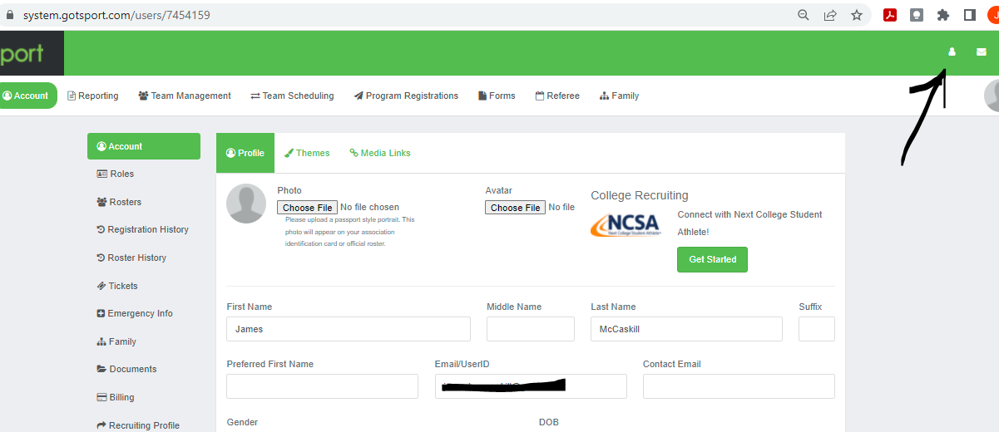 system.gotsport.com/users/7454159
J
port
Account Reporting Team Management Team Scheduling Program Registrations Forms Referee Family
Account
Roles
Rosters
Registration History
Roster History
Tickets
Emergency Info
Family
Documents
Billing
Recruiting Profile
Profile Themes Media Links
Photo
Choose File No file chosen
Please upload a passport style portrait. This
photo will appear on your association
identification card or official roster.
Avatar
Choose File No file
College Recruiting
NCSA
Next College Student Athlete
Connect with Next College Student
Athlete!
Get Started
First Name Middle Name Last Name Suffix
James McCaskill
Preferred First Name Email/UserID Contact Email
Gender DOB